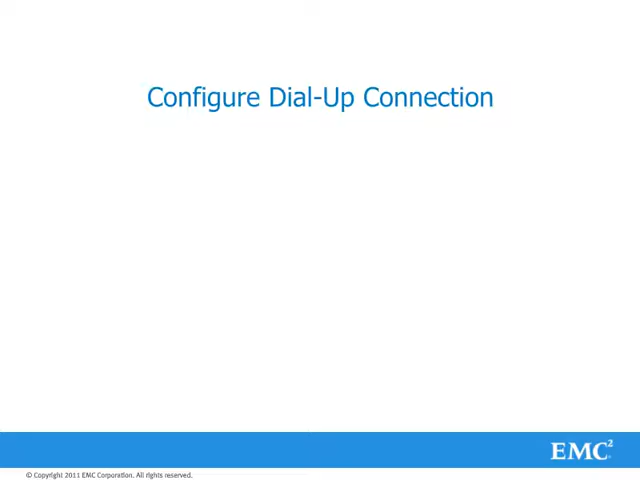 Configure Dial-Up Connection
EMC²
© Copyright 2011 EMC Corporation. All rights reserved.